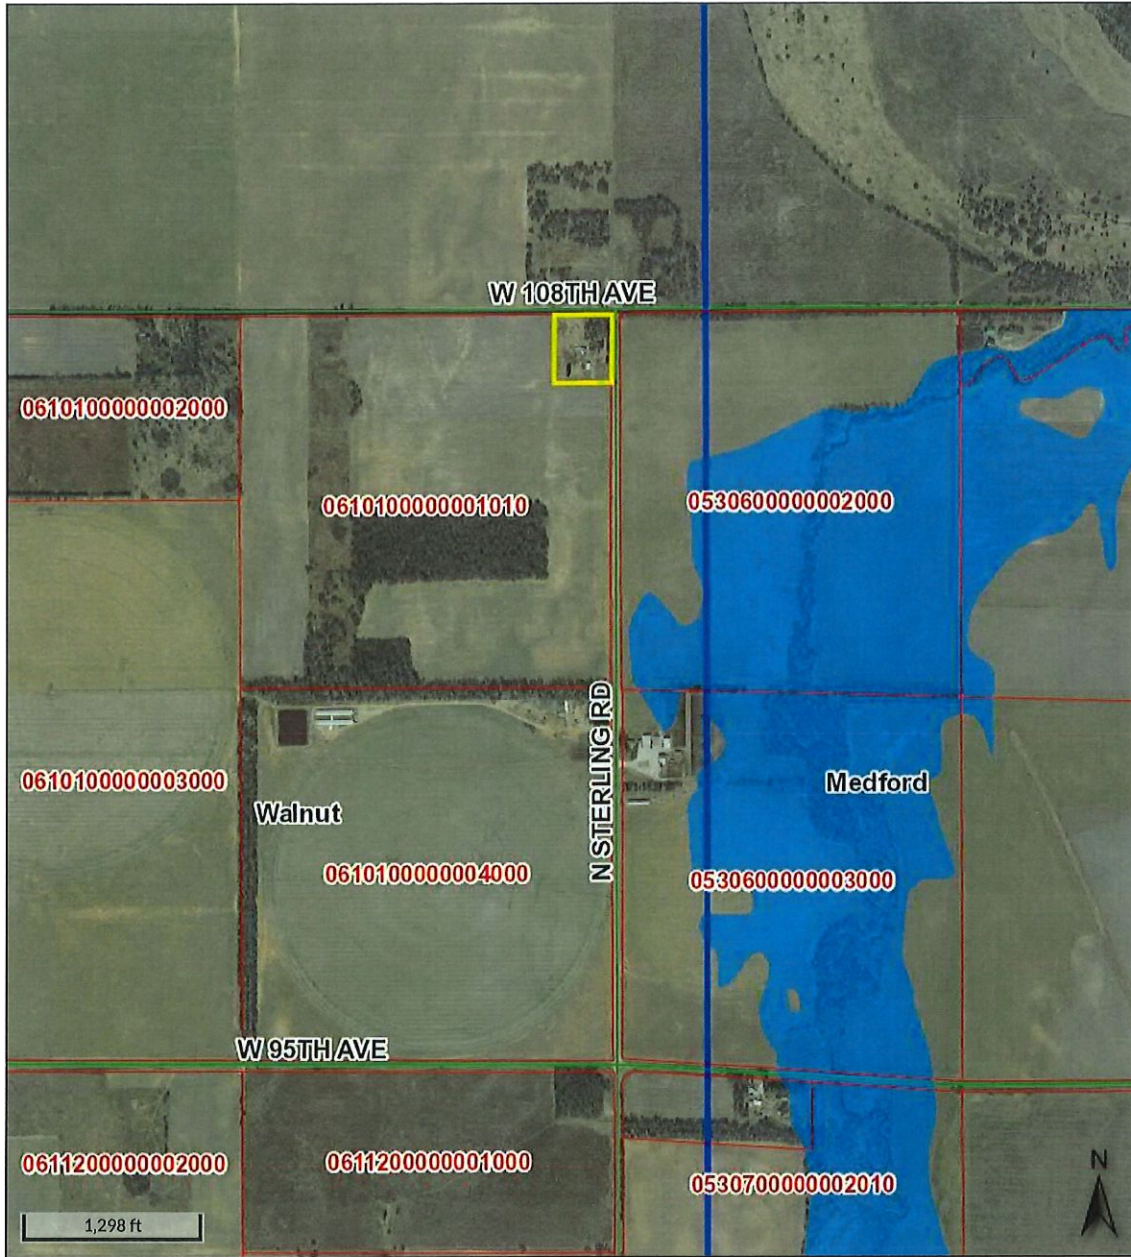 W 108TH AVE
0610100000002000
0610100000001010
0530600000002000
N STERLING RD
0610100000003000
Walnut
Medford
0610100000004000
0530600000003000
W 95TH AVE
0611200000002000
0611200000001000
0530700000002010
N
1,298 ft